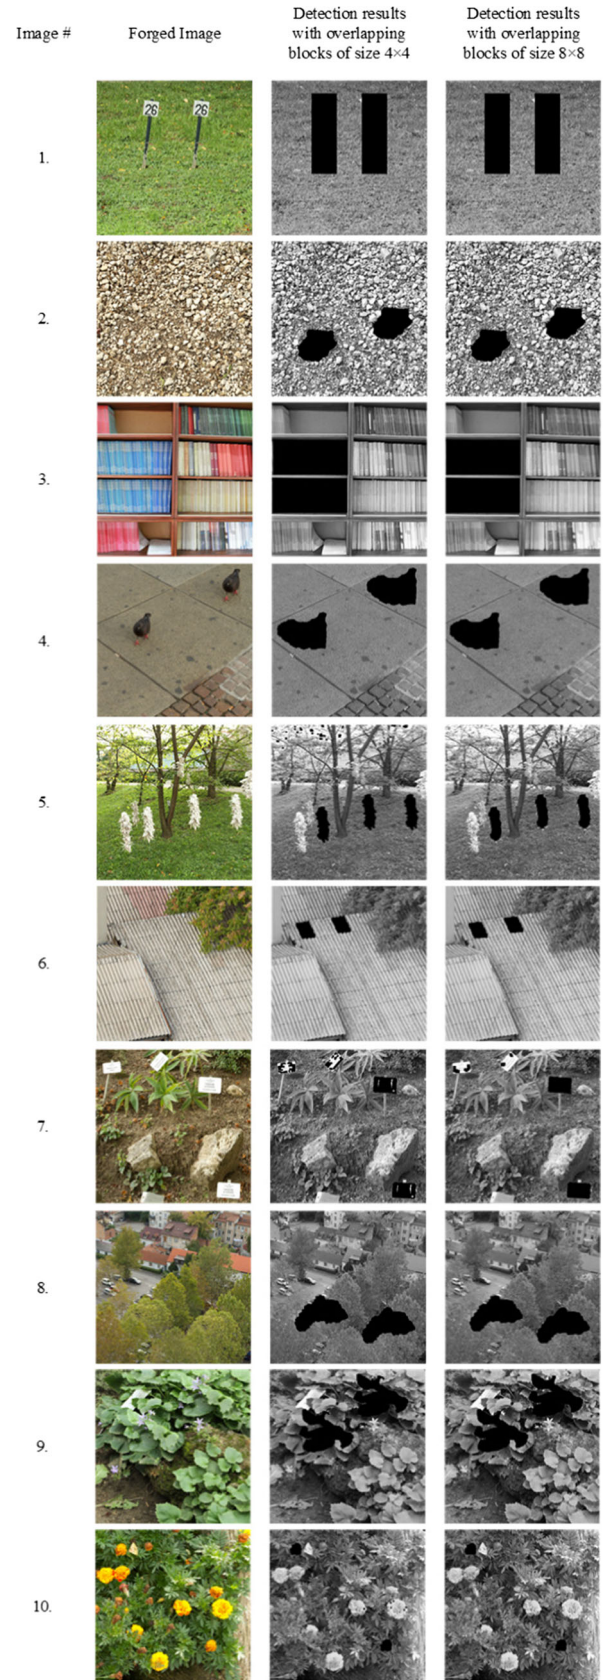 Image #
Forged Image
Detection results
with overlapping
blocks of size 4×4
Detection results
with overlapping
blocks of size 8×8
1.
26
26
2.
3.
4.
5.
6.
7.
8.
9.
10.